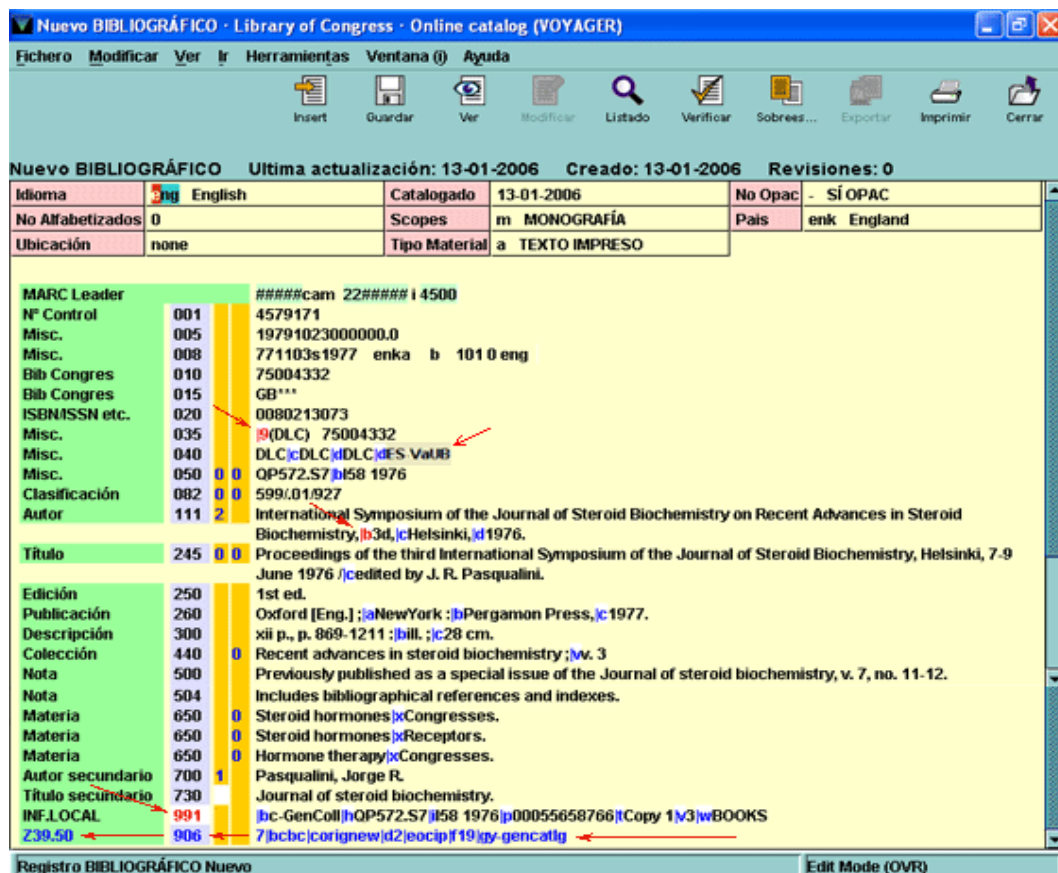 Nuevo BIBLIOGRÁFICO · Library of Congress · Online catalog (VOYAGER)
Fichero Modificar Ver Ir Herramientas Ventana (i) Ayuda
Insert Guardar Ver Modificar Listado Verificar Sobrees... Exportar Imprimir Cerrar
Nuevo BIBLIOGRÁFICO Ultima actualización: 13-01-2006 Creado: 13-01-2006 Revisiones: 0
Idioma eng English Catalogado 13-01-2006 No Opac - SÍ OPAC
No Alfabetizados 0 Scopes m MONOGRAFÍA Pais enk England
Ubicación none Tipo Material a TEXTO IMPRESO
MARC Leader #####cam 22##### i 4500
Nº Control 001 4579171
Misc. 005 19791023000000.0
Misc. 008 771103s1977 enka b 101 0 eng
Bib Congres 010 75004332
Bib Congres 015 GB***
ISBN/ISSN etc. 020 0080213073
Misc. 035 |9(DLC) 75004332
Misc. 040 DLC|cDLC|dDLC|dES-VaUB
Misc. 050 0 0 QP572.S7|bI58 1976
Clasificación 082 0 0 599/.01/927
Autor 111 2 International Symposium of the Journal of Steroid Biochemistry on Recent Advances in Steroid
Biochemistry,|b3d,|cHelsinki,|d1976.
Título 245 0 0 Proceedings of the third International Symposium of the Journal of Steroid Biochemistry, Helsinki, 7-9
June 1976 /|cedited by J. R. Pasqualini.
Edición 250 1st ed.
Publicación 260 Oxford [Eng.] ;|aNewYork :|bPergamon Press,|c1977.
Descripción 300 xii p., p. 869-1211 :|bill. ;|c28 cm.
Colección 440 0 Recent advances in steroid biochemistry ;|vv. 3
Nota 500 Previously published as a special issue of the Journal of steroid biochemistry, v. 7, no. 11-12.
Nota 504 Includes bibliographical references and indexes.
Materia 650 0 Steroid hormones|xCongresses.
Materia 650 0 Steroid hormones|xReceptors.
Materia 650 0 Hormone therapy|xCongresses.
Autor secundario 700 1 Pasqualini, Jorge R.
Título secundario 730 Journal of steroid biochemistry.
INF.LOCAL 991 |bc-GenColl|hQP572.S7|iI58 1976|p00055658766|tCopy 1|v3|wBOOKS
Z39.50 906 7|bcbc|corignew|d2|eocip|f19|gy-gencatlg
Registro BIBLIOGRÁFICO Nuevo Edit Mode (OVR)